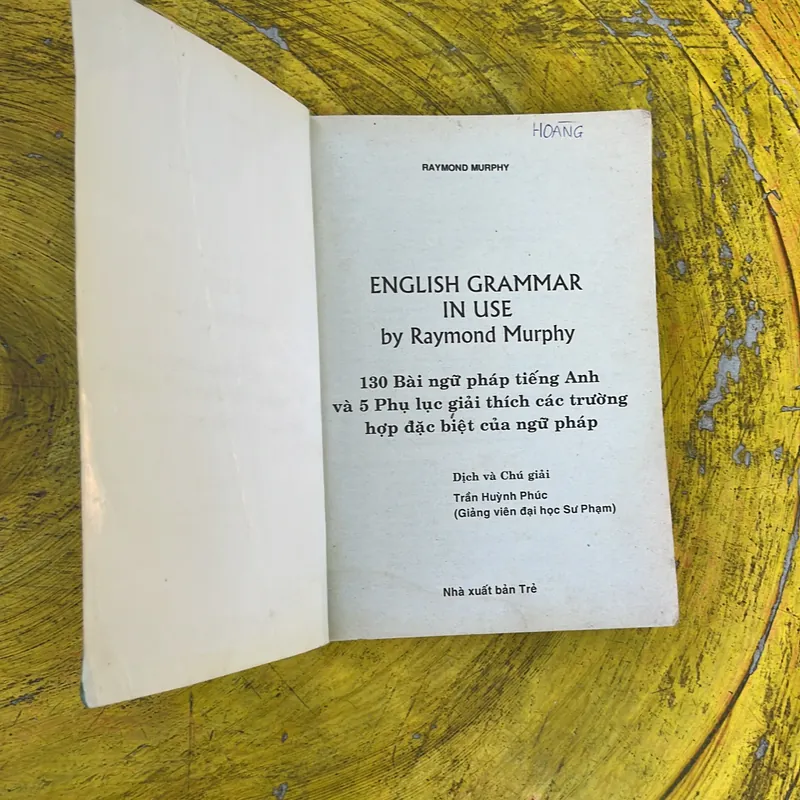 HOÀNG
RAYMOND MURPHY
ENGLISH GRAMMAR
IN USE
by Raymond Murphy
130 Bài ngữ pháp tiếng Anh
và 5 Phụ lục giải thích các trường
hợp đặc biệt của ngữ pháp
Dịch và Chú giải
Trần Huỳnh Phúc
(Giảng viên đại học Sư Phạm)
Nhà xuất bản Trẻ